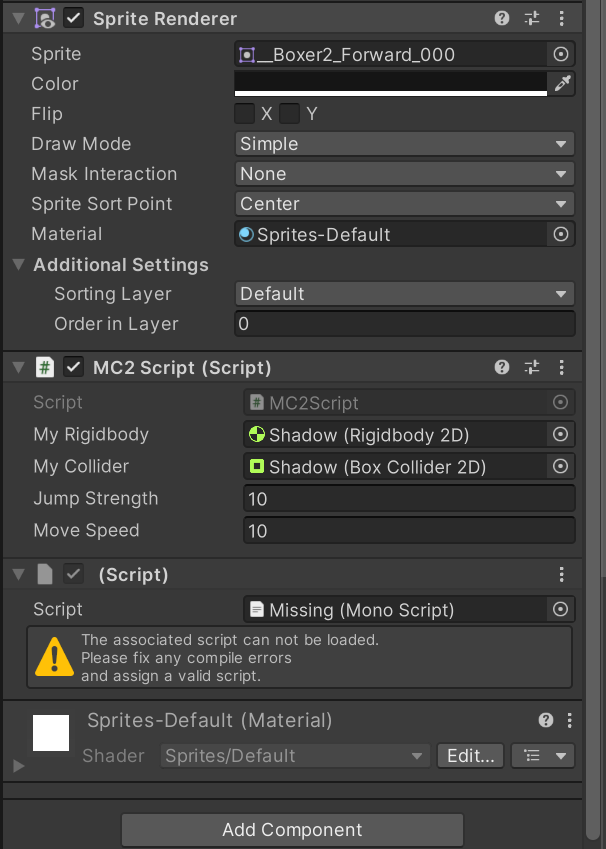 Sprite Renderer
Sprite __Boxer2_Forward_000
Color
Flip X Y
Draw Mode Simple
Mask Interaction None
Sprite Sort Point Center
Material Sprites-Default
Additional Settings
Sorting Layer Default
Order in Layer 0
# MC2 Script (Script)
Script # MC2Script
My Rigidbody Shadow (Rigidbody 2D)
My Collider Shadow (Box Collider 2D)
Jump Strength 10
Move Speed 10
(Script)
Script Missing (Mono Script)
The associated script can not be loaded.
Please fix any compile errors
and assign a valid script.
Sprites-Default (Material)
Shader Sprites/Default Edit...
Add Component